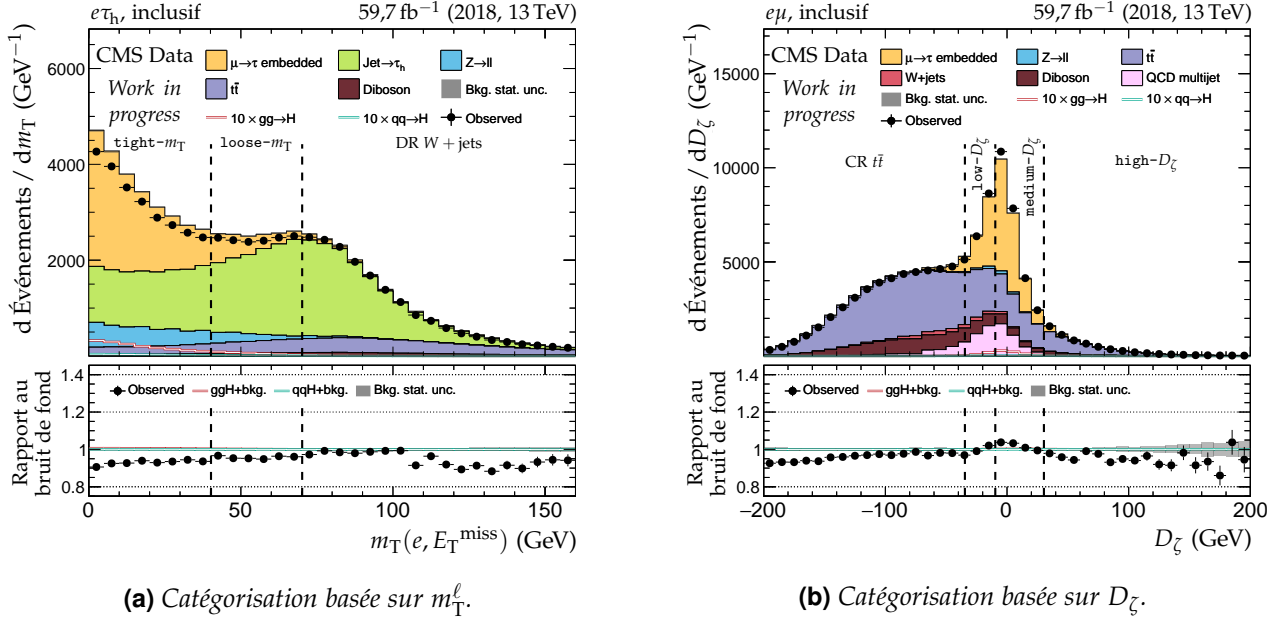 eτh, inclusif 59,7 fb−1 (2018, 13 TeV)
d Événements / dmT (GeV−1)
CMS Data
Work in
progress
μ→τ embedded Jet→τh Z→ll
tt̄ Diboson Bkg. stat. unc.
10 × gg→H 10 × qq→H Observed
tight-mT loose-mT DR W + jets
6000
4000
2000
Rapport au
bruit de fond
Observed ggH+bkg. qqH+bkg. Bkg. stat. unc.
1.4
1.2
1
0.8
0 50 100 150
mT(e, ETmiss) (GeV)
(a) Catégorisation basée sur mTℓ.
eμ, inclusif 59,7 fb−1 (2018, 13 TeV)
d Événements / dDζ (GeV−1)
CMS Data
Work in
progress
μ→τ embedded Z→ll tt̄
W+jets Diboson QCD multijet
Bkg. stat. unc. 10 × gg→H 10 × qq→H
Observed
CR tt̄ low-Dζ medium-Dζ high-Dζ
15000
10000
5000
Rapport au
bruit de fond
Observed ggH+bkg. qqH+bkg. Bkg. stat. unc.
1.4
1.2
1
0.8
−200 −100 0 100 200
Dζ (GeV)
(b) Catégorisation basée sur Dζ.